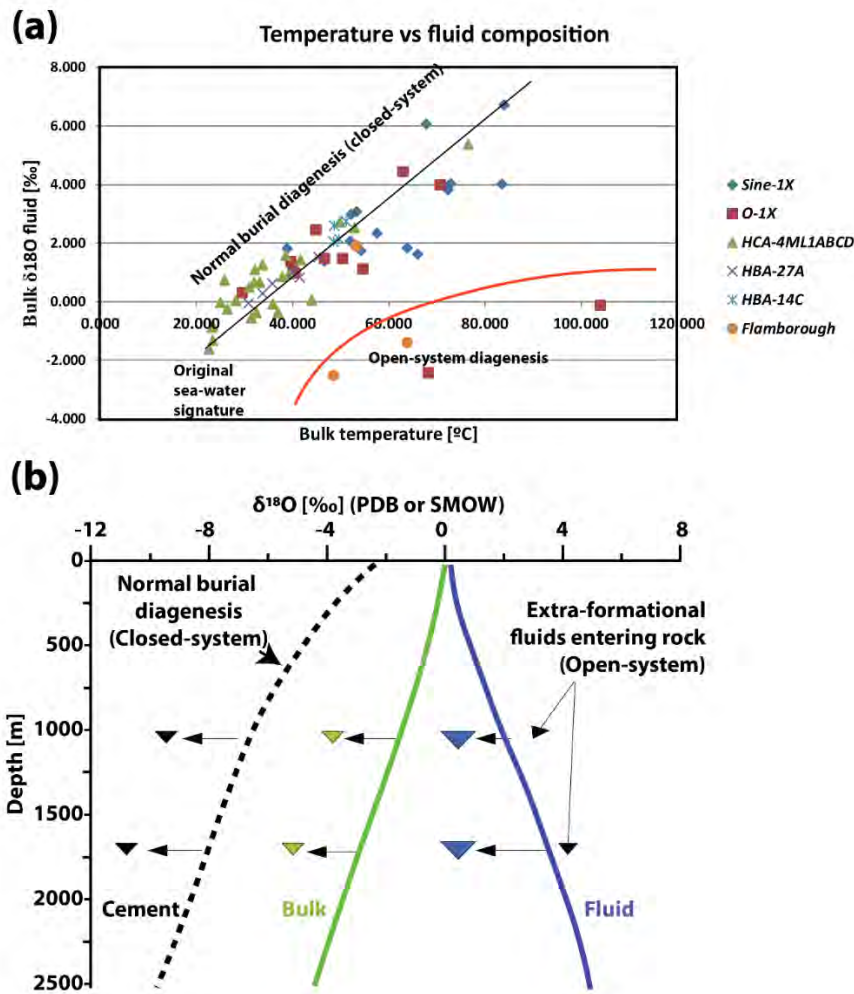 (a)
Temperature vs fluid composition
Bulk δ18O fluid [‰]
8.000
6.000
4.000
2.000
0.000
-2.000
-4.000
0.000
20.000
40.000
60.000
80.000
100.000
120.000
Normal burial diagenesis (closed-system)
Original
sea-water
signature
Open-system diagenesis
Bulk temperature [ºC]
Sine-1X
O-1X
HCA-4ML1ABCD
HBA-27A
HBA-14C
Flamborough
(b)
δ¹⁸O [‰] (PDB or SMOW)
-12
-8
-4
0
4
8
Depth [m]
0
500
1000
1500
2000
2500
Normal burial
diagenesis
(Closed-system)
Extra-formational
fluids entering rock
(Open-system)
Cement
Bulk
Fluid